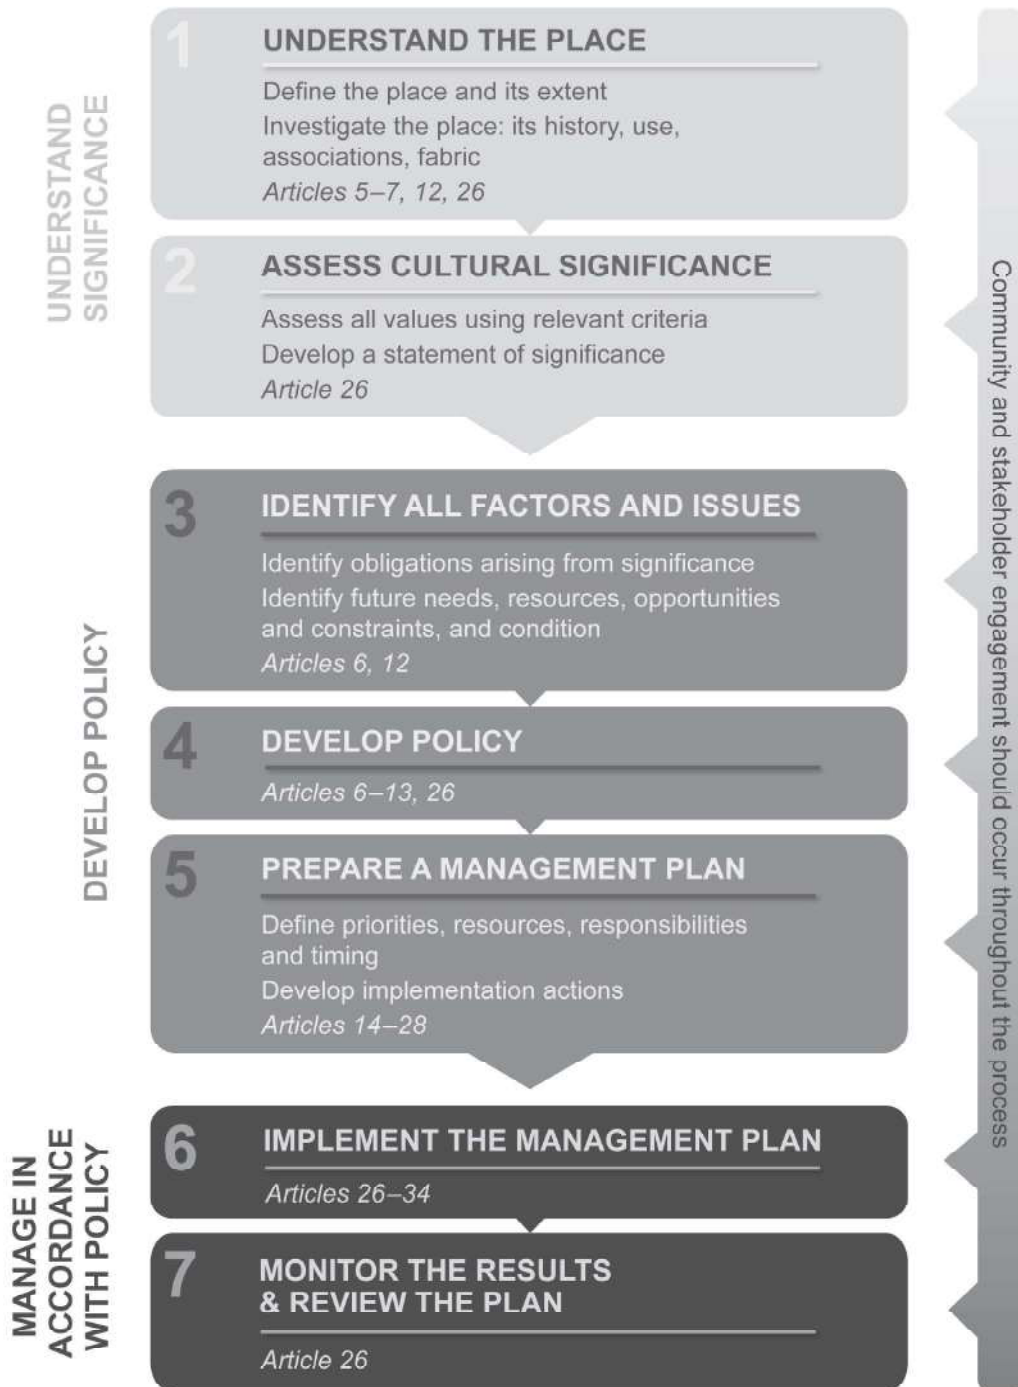 UNDERSTAND
SIGNIFICANCE
1
UNDERSTAND THE PLACE
Define the place and its extent
Investigate the place: its history, use,
associations, fabric
Articles 5–7, 12, 26
2
ASSESS CULTURAL SIGNIFICANCE
Assess all values using relevant criteria
Develop a statement of significance
Article 26
DEVELOP POLICY
3
IDENTIFY ALL FACTORS AND ISSUES
Identify obligations arising from significance
Identify future needs, resources, opportunities
and constraints, and condition
Articles 6, 12
4
DEVELOP POLICY
Articles 6–13, 26
5
PREPARE A MANAGEMENT PLAN
Define priorities, resources, responsibilities
and timing
Develop implementation actions
Articles 14–28
MANAGE IN
ACCORDANCE
WITH POLICY
6
IMPLEMENT THE MANAGEMENT PLAN
Articles 26–34
7
MONITOR THE RESULTS
& REVIEW THE PLAN
Article 26
Community and stakeholder engagement should occur throughout the process